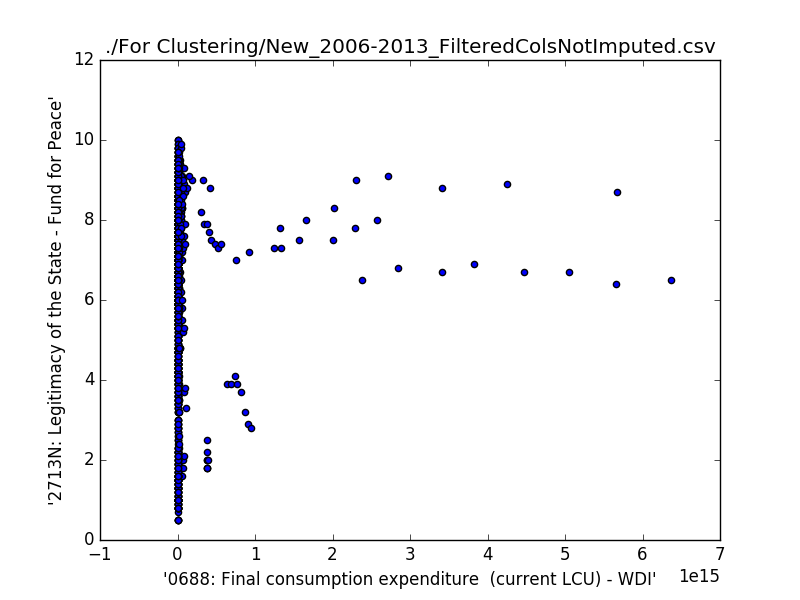 ./For Clustering/New_2006-2013_FilteredColsNotImputed.csv
12
10
8
6
4
2
0
'2713N: Legitimacy of the State - Fund for Peace'
−1 0 1 2 3 4 5 6 7
1e15
'0688: Final consumption expenditure  (current LCU) - WDI'